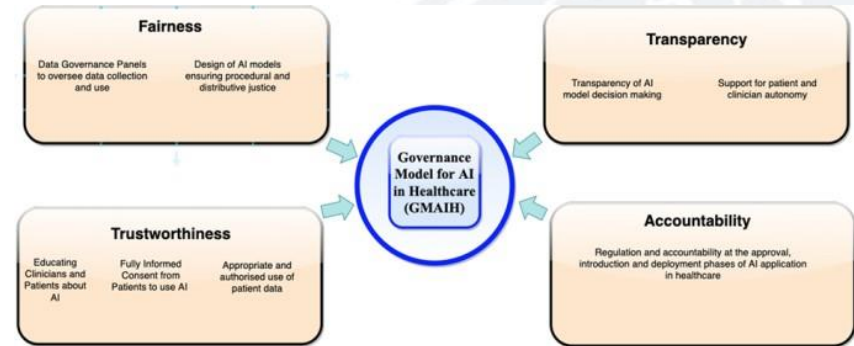 Fairness
Data Governance Panels
to oversee data collection
and use
Design of AI models
ensuring procedural and
distributive justice
Transparency
Transparency of AI
model decision making
Support for patient and
clinician autonomy
Governance
Model for AI
in Healthcare
(GMAIH)
Trustworthiness
Educating
Clinicians and
Patients about
AI
Fully Informed
Consent from
Patients to use AI
Appropriate and
authorised use of
patient data
Accountability
Regulation and accountability at the approval,
introduction and deployment phases of AI application
in healthcare